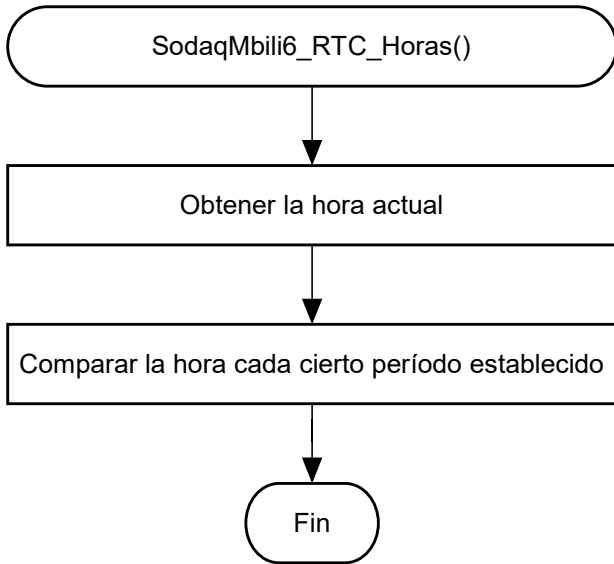 SodaqMbili6_RTC_Horas()
Obtener la hora actual
Comparar la hora cada cierto período establecido
Fin